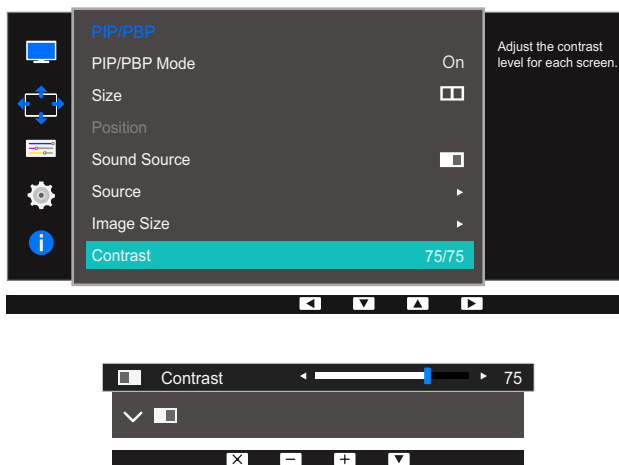 PIP/PBP
PIP/PBP Mode On
Size
Position
Sound Source
Source
Image Size
Contrast 75/75
Adjust the contrast
level for each screen.
Contrast 75